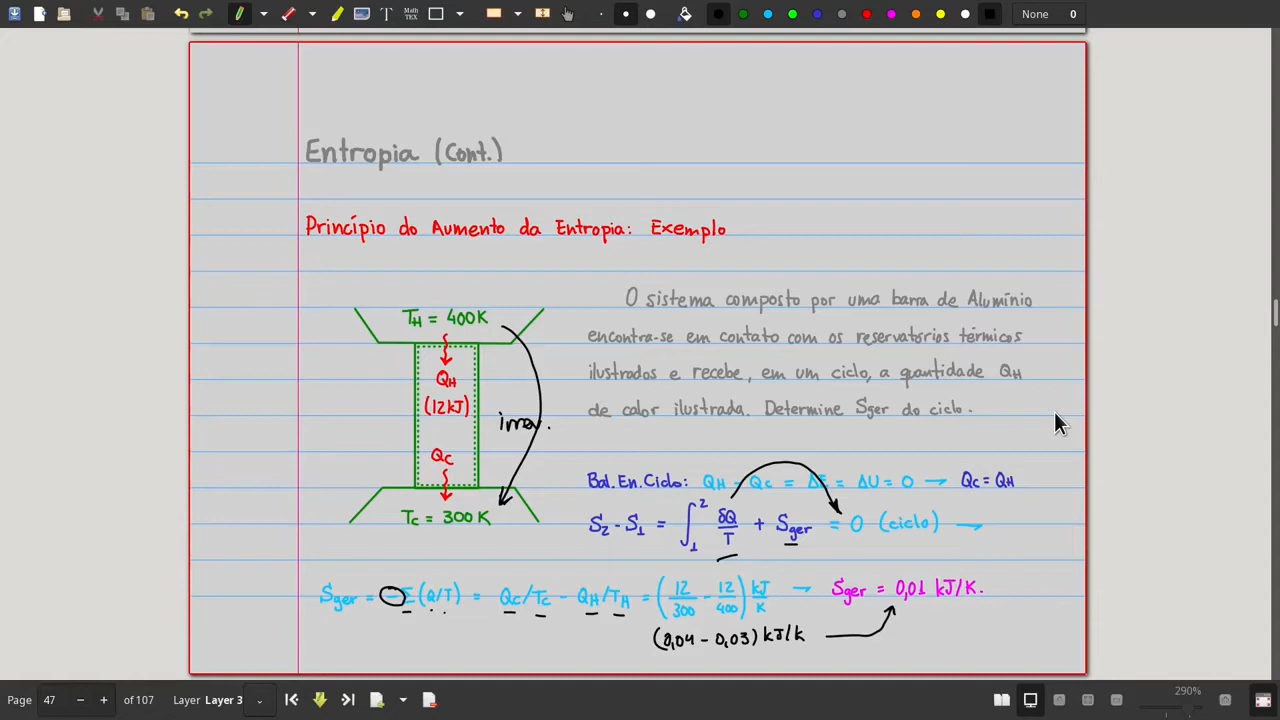 T
MATH
TEX
None 0
Entropia (Cont.)
Princípio do Aumento da Entropia: Exemplo
T_H = 400K
Q_H
(12kJ)
irrev.
Q_C
T_C = 300 K
O sistema composto por uma barra de Alumínio
encontra-se em contato com os reservatórios térmicos
ilustrados e recebe, em um ciclo, a quantidade Q_H
de calor ilustrada. Determine Sger do ciclo.
Bal. En. Ciclo: Q_H - Q_C = ΔE = ΔU = 0 → Q_C = Q_H
S_2 - S_1 = ∫_1^2 δQ/T + S_ger = 0 (ciclo) →
S_ger = - Σ(Q/T) = Q_C/T_C - Q_H/T_H = (12/300 - 12/400) kJ/K → S_ger = 0,01 kJ/K.
(0,04 - 0,03) kJ/K
Page 47 − + of 107 Layer Layer 3 290%